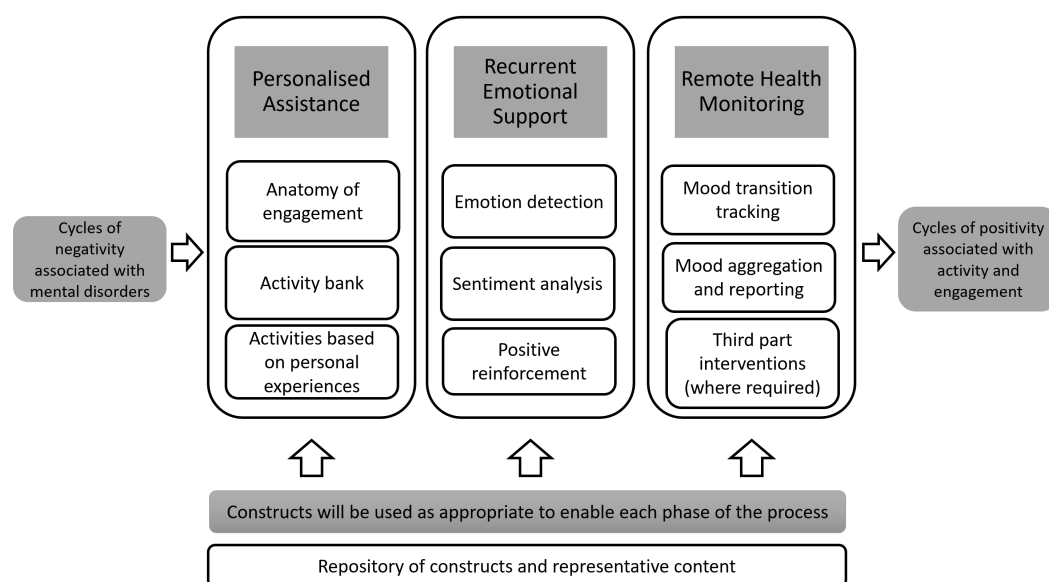 Personalised
Assistance
Recurrent
Emotional
Support
Remote Health
Monitoring
Cycles of
negativity
associated with
mental disorders
Anatomy of
engagement
Activity bank
Activities based
on personal
experiences
Emotion detection
Sentiment analysis
Positive
reinforcement
Mood transition
tracking
Mood aggregation
and reporting
Third part
interventions
(where required)
Cycles of positivity
associated with
activity and
engagement
Constructs will be used as appropriate to enable each phase of the process
Repository of constructs and representative content